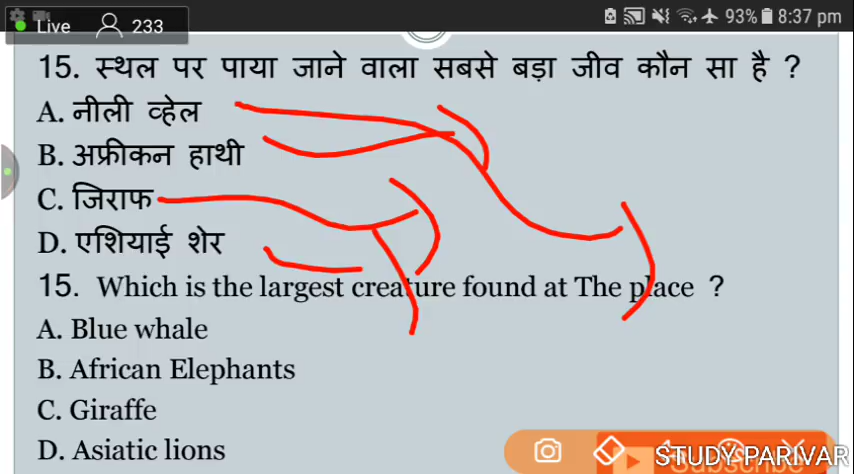 Live 233 93% 8:37 pm
15. स्थल पर पाया जाने वाला सबसे बड़ा जीव कौन सा है ?
A. नीली व्हेल
B. अफ्रीकन हाथी
C. जिराफ
D. एशियाई शेर
15. Which is the largest creature found at The place ?
A. Blue whale
B. African Elephants
C. Giraffe
D. Asiatic lions
Subscribe
STUDY PARIVAR